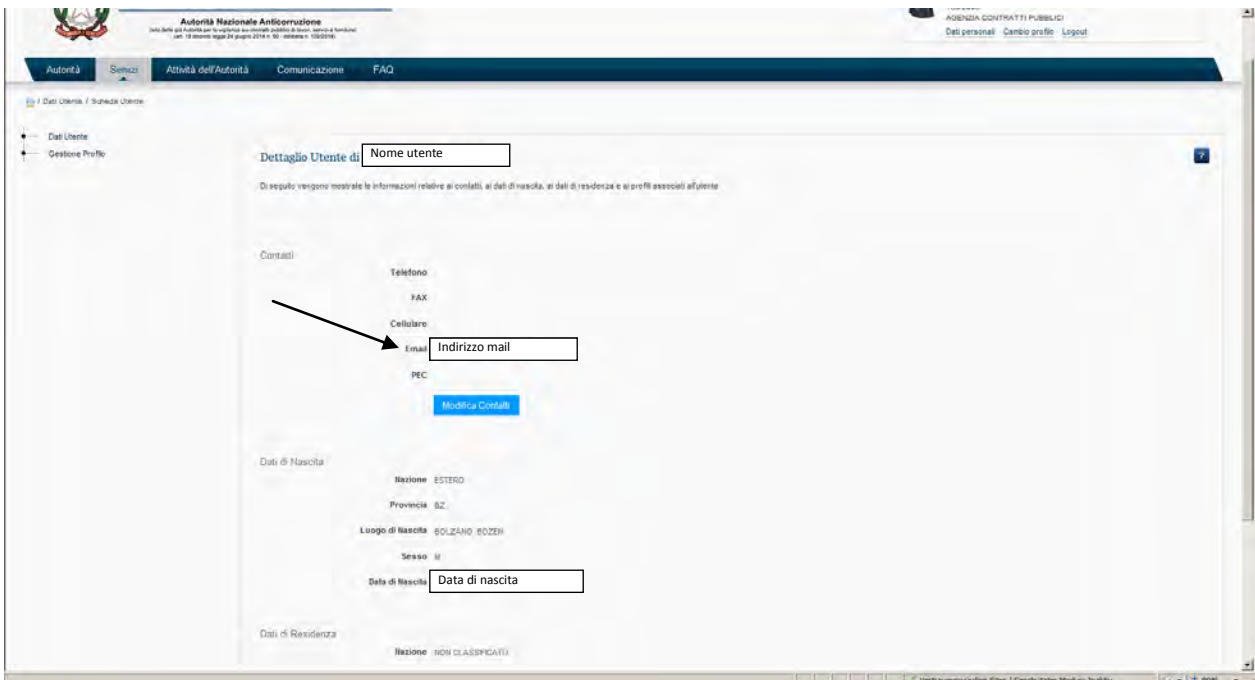 Autorità Nazionale Anticorruzione
AGENZIA CONTRATTI PUBBLICI
Dati personali Cambio profilo Logout
Autorità Servizi Attività dell'Autorità Comunicazione FAQ
/ Dati Utente / Scheda Utente
Dati Utente
Gestione Profilo
Dettaglio Utente di Nome utente
?
Di seguito vengono mostrate le informazioni relative ai contatti, ai dati di nascita, ai dati di residenza e ai profili associati all'utente
Contatti
Telefono
FAX
Cellulare
Email Indirizzo mail
PEC
Modifica Contatti
Dati di Nascita
Nazione ESTERO
Provincia BZ
Luogo di Nascita BOLZANO BOZEN
Sesso M
Data di Nascita Data di nascita
Dati di Residenza
Nazione NON CLASSIFICATO